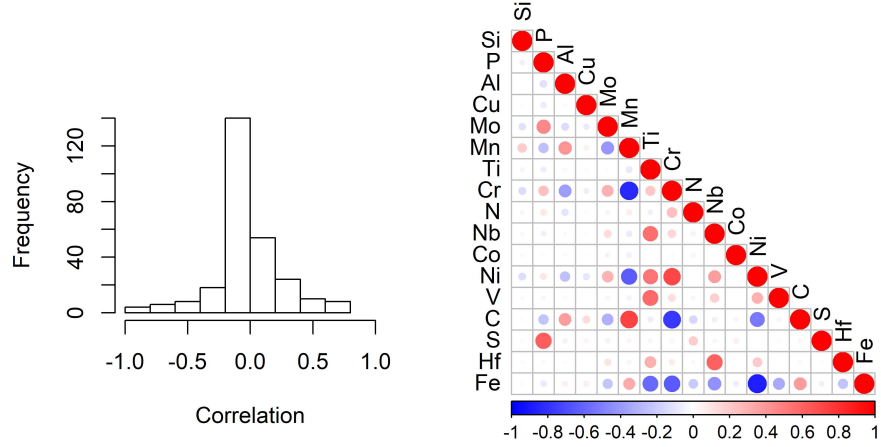 Frequency
0 40 80 120
-1.0 -0.5 0.0 0.5 1.0
Correlation
Si P Al Cu Mo Mn Ti Cr N Nb Co Ni V C S Hf Fe
Si
P
Al
Cu
Mo
Mn
Ti
Cr
N
Nb
Co
Ni
V
C
S
Hf
Fe
-1 -0.8 -0.6 -0.4 -0.2 0 0.2 0.4 0.6 0.8 1